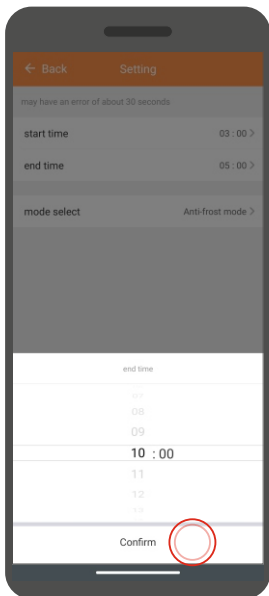 ← Back Setting
may have an error of about 30 seconds
start time 03 : 00 >
end time 05 : 00 >
mode select Anti-frost mode >
end time
08
09
10 : 00
11
12
Confirm